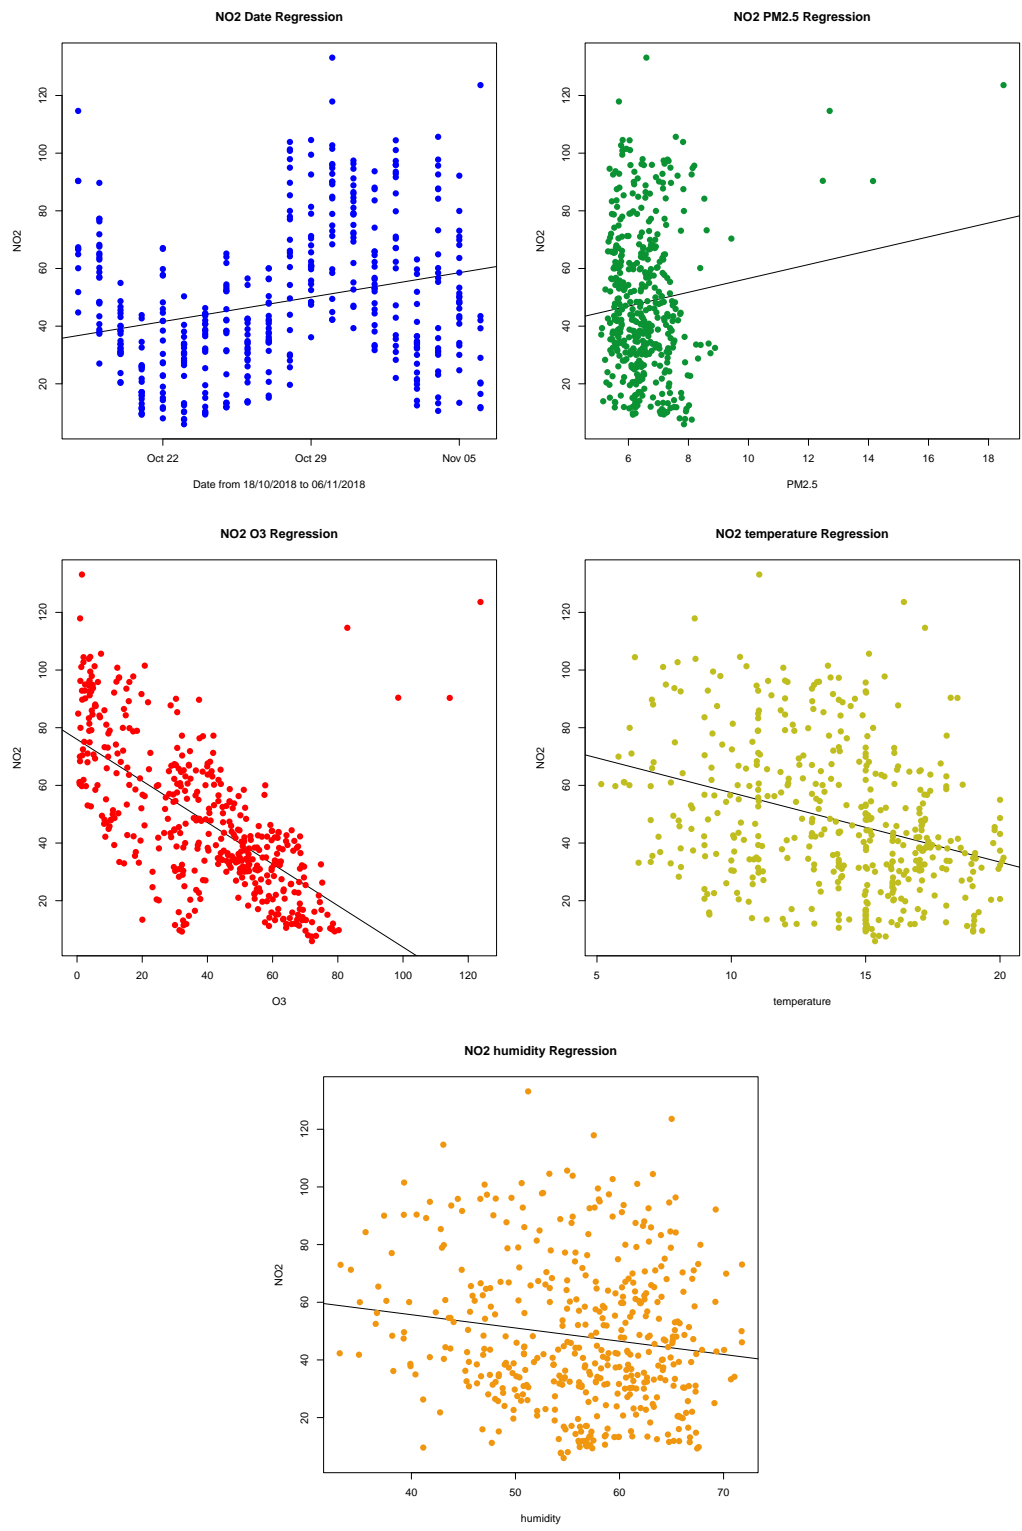 NO2 Date Regression
NO2
20
40
60
80
100
120
Oct 22
Oct 29
Nov 05
Date from 18/10/2018 to 06/11/2018
NO2 PM2.5 Regression
NO2
20
40
60
80
100
120
6
8
10
12
14
16
18
PM2.5
NO2 O3 Regression
NO2
20
40
60
80
100
120
0
20
40
60
80
100
120
O3
NO2 temperature Regression
NO2
20
40
60
80
100
120
5
10
15
20
temperature
NO2 humidity Regression
NO2
20
40
60
80
100
120
40
50
60
70
humidity